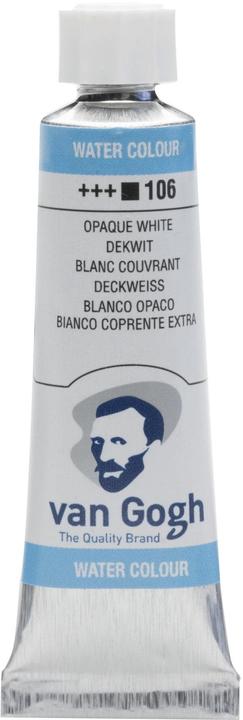 WATER COLOUR
+++ ■ 106
OPAQUE WHITE
DEKWIT
BLANC COUVRANT
DECKWEISS
BLANCO OPACO
BIANCO COPRENTE EXTRA
van Gogh
The Quality Brand
WATER COLOUR